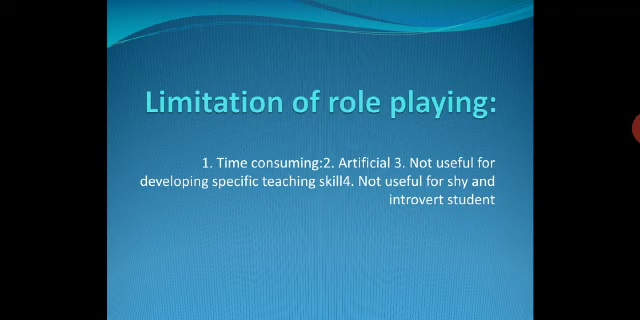 Limitation of role playing:
1. Time consuming:2. Artificial 3. Not useful for
developing specific teaching skill4. Not useful for shy and
introvert student